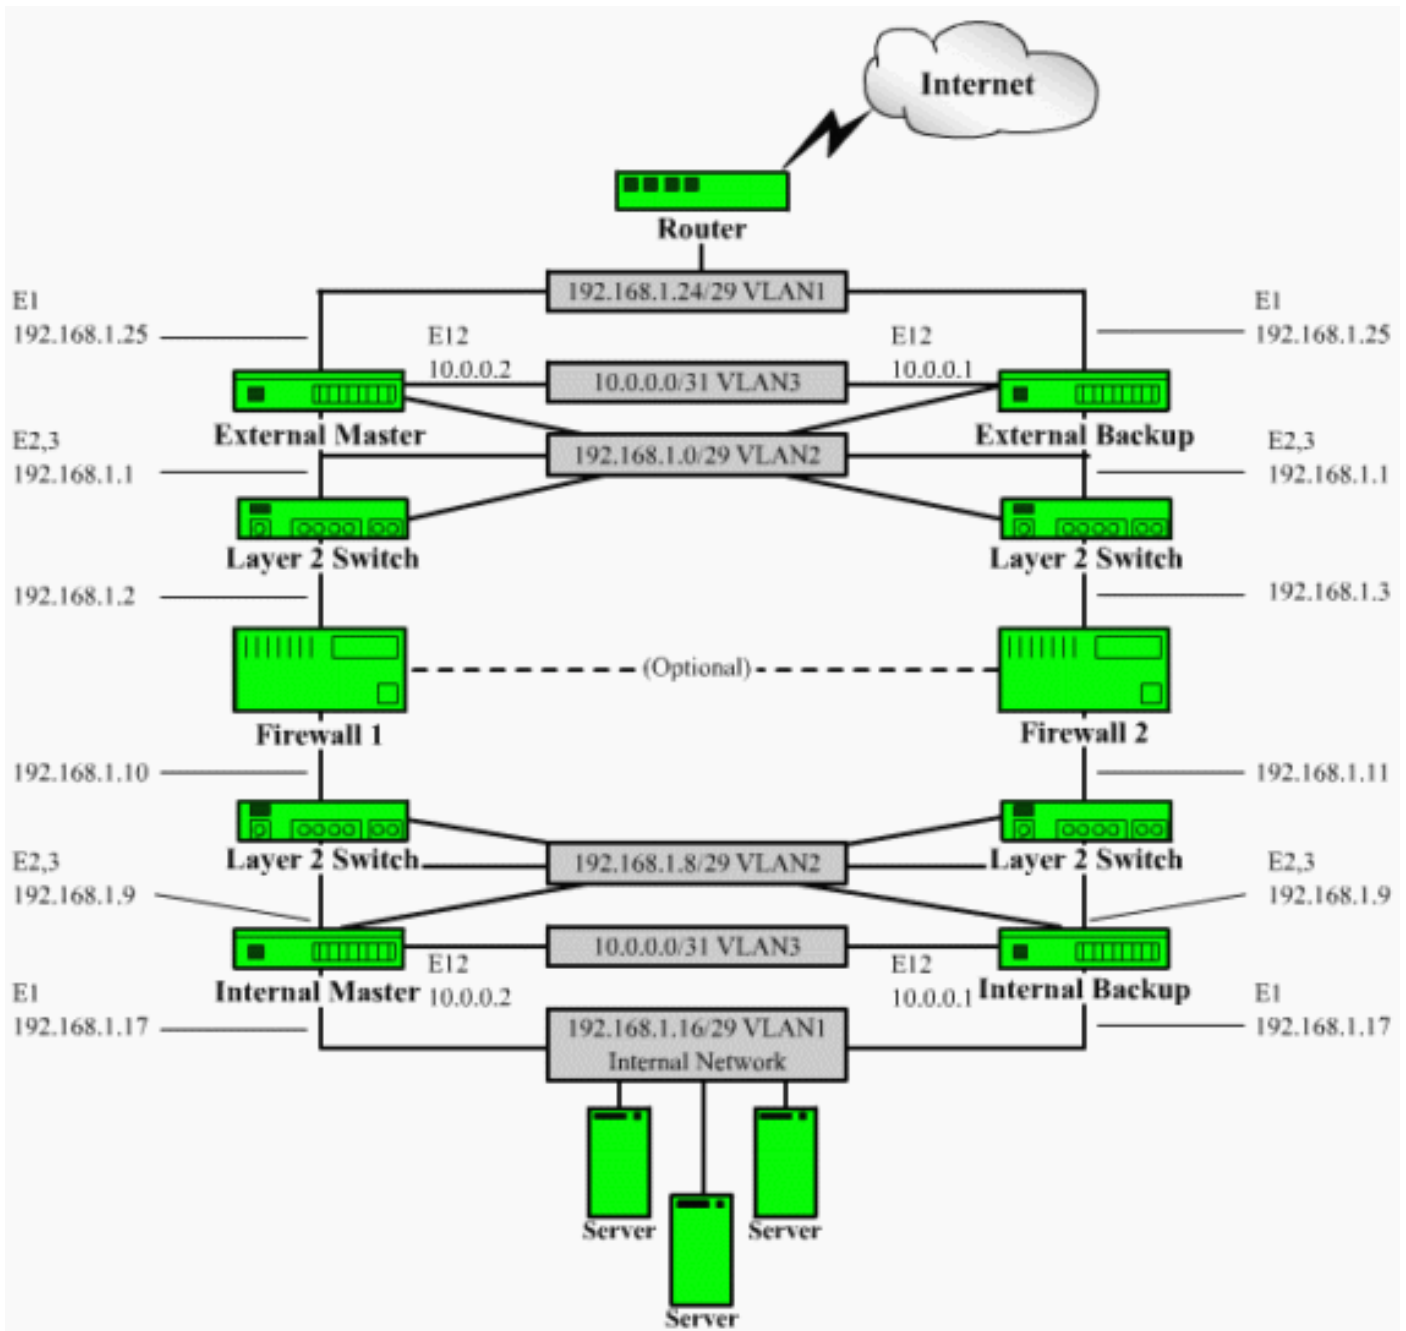 Internet
Router
192.168.1.24/29 VLAN1
E1
192.168.1.25
E1
192.168.1.25
E12
10.0.0.2
10.0.0.0/31 VLAN3
E12
10.0.0.1
External Master
External Backup
E2,3
192.168.1.1
192.168.1.0/29 VLAN2
E2,3
192.168.1.1
Layer 2 Switch
Layer 2 Switch
192.168.1.2
192.168.1.3
(Optional)
Firewall 1
Firewall 2
192.168.1.10
192.168.1.11
Layer 2 Switch
192.168.1.8/29 VLAN2
Layer 2 Switch
E2,3
192.168.1.9
E2,3
192.168.1.9
10.0.0.0/31 VLAN3
Internal Master
E12
10.0.0.2
E12
10.0.0.1
Internal Backup
E1
192.168.1.17
E1
192.168.1.17
192.168.1.16/29 VLAN1
Internal Network
Server
Server
Server